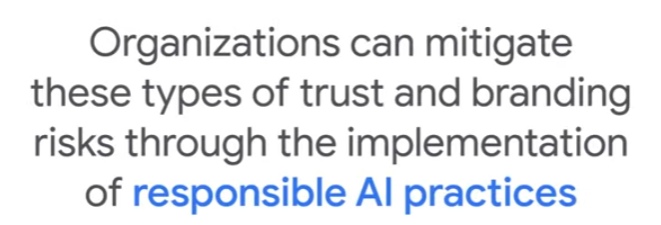 Organizations can mitigate
these types of trust and branding
risks through the implementation
of responsible AI practices